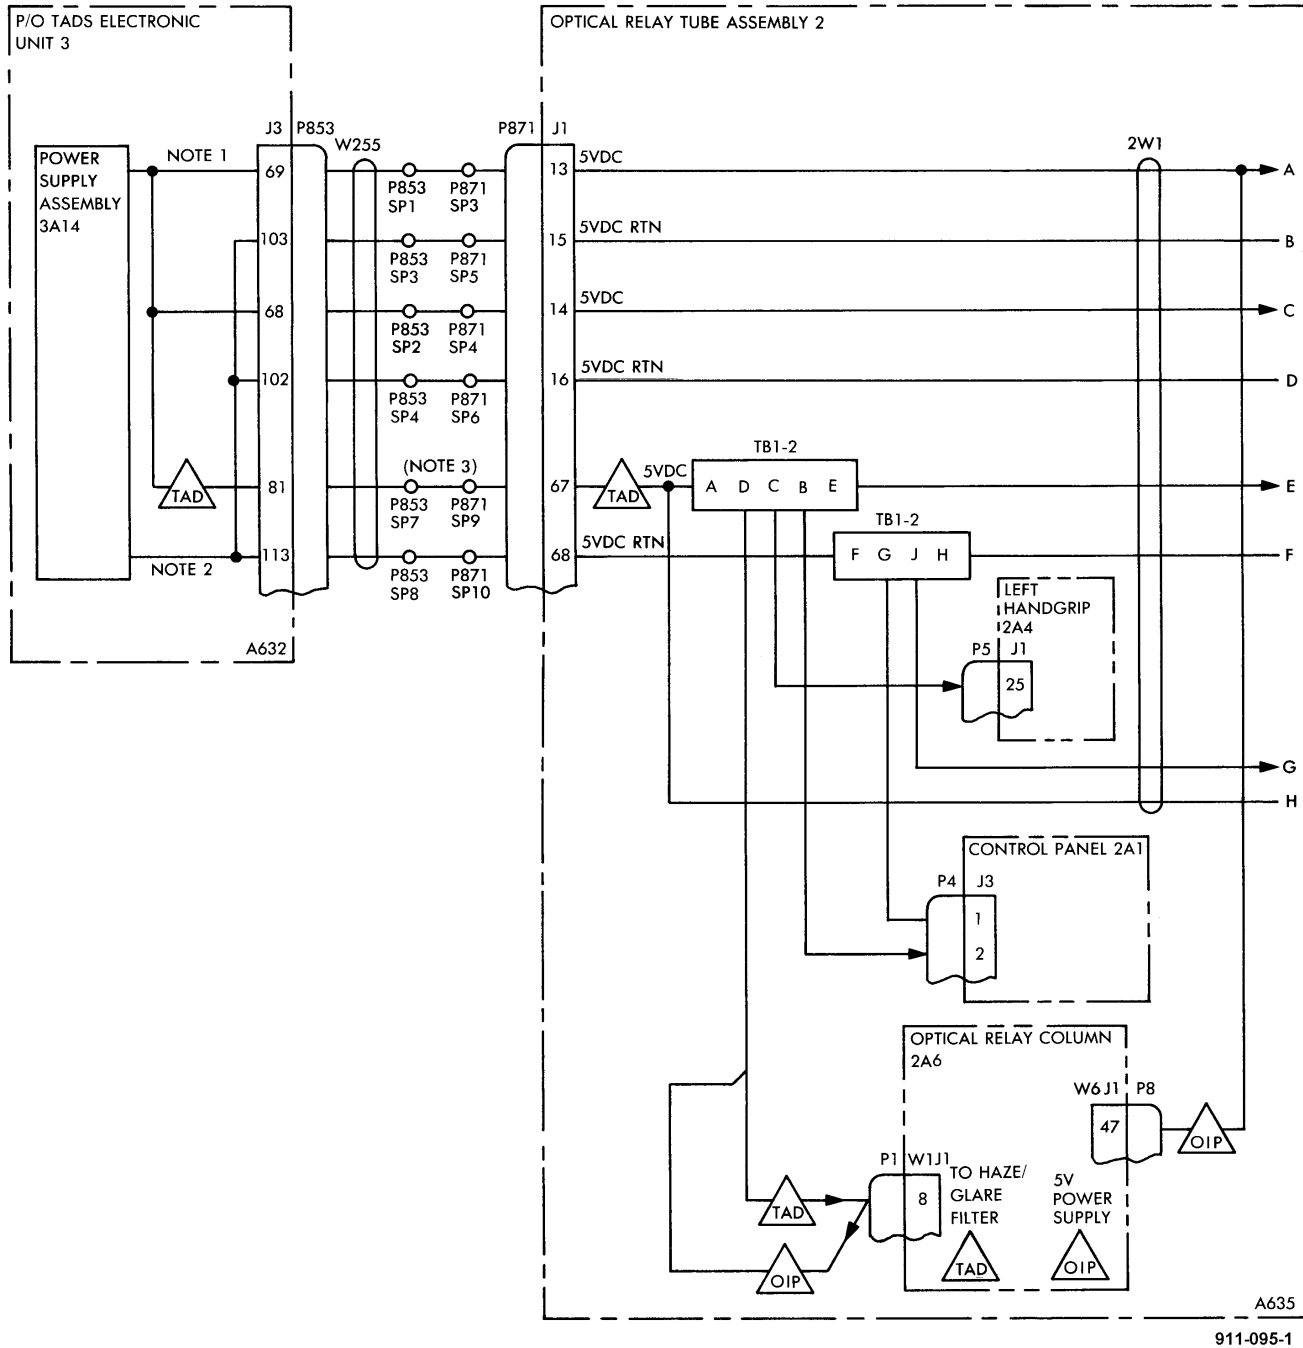 P/O TADS ELECTRONIC
UNIT 3
OPTICAL RELAY TUBE ASSEMBLY 2
J3
P853
W255
P871
J1
2W1
POWER
SUPPLY
ASSEMBLY
3A14
NOTE 1
69
P853
SP1
P871
SP3
13
5VDC
A
103
P853
SP3
P871
SP5
15
5VDC RTN
B
68
P853
SP2
P871
SP4
14
5VDC
C
102
P853
SP4
P871
SP6
16
5VDC RTN
D
TB1-2
(NOTE 3)
TAD
81
P853
SP7
P871
SP9
67
TAD
5VDC
A D C B E
E
TB1-2
NOTE 2
113
P853
SP8
P871
SP10
68
5VDC RTN
F G J H
F
LEFT
HANDGRIP
2A4
P5
J1
25
A632
G
H
CONTROL PANEL 2A1
P4
J3
1
2
OPTICAL RELAY COLUMN
2A6
W6J1
P8
47
OIP
P1
W1J1
8
TO HAZE/
GLARE
FILTER
TAD
5V
POWER
SUPPLY
OIP
TAD
OIP
A635
911-095-1